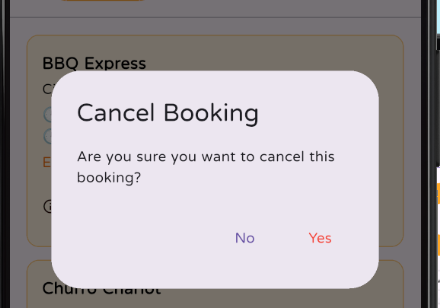 BBQ Express
Cancel Booking
Are you sure you want to cancel this
booking?
No Yes
Churro Chariot